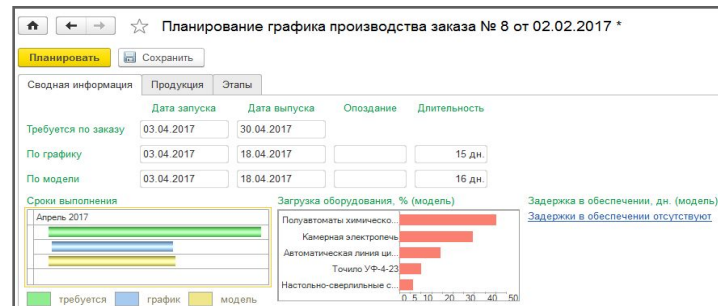 Планирование графика производства заказа № 8 от 02.02.2017 *
Планировать Сохранить
Сводная информация Продукция Этапы
Дата запуска Дата выпуска Опоздание Длительность
Требуется по заказу 03.04.2017 30.04.2017
По графику 03.04.2017 18.04.2017 15 дн.
По модели 03.04.2017 18.04.2017 16 дн.
Сроки выполнения Загрузка оборудования, % (модель) Задержка в обеспечении, дн. (модель)
Апрель 2017 Задержки в обеспечении отсутствуют
Полуавтоматы химическо...
Камерная электропечь
Автоматическая линия ци...
Точило УФ-4-23
Настольно-сверлильные с...
0 5 10 20 30 40 50
требуется график модель